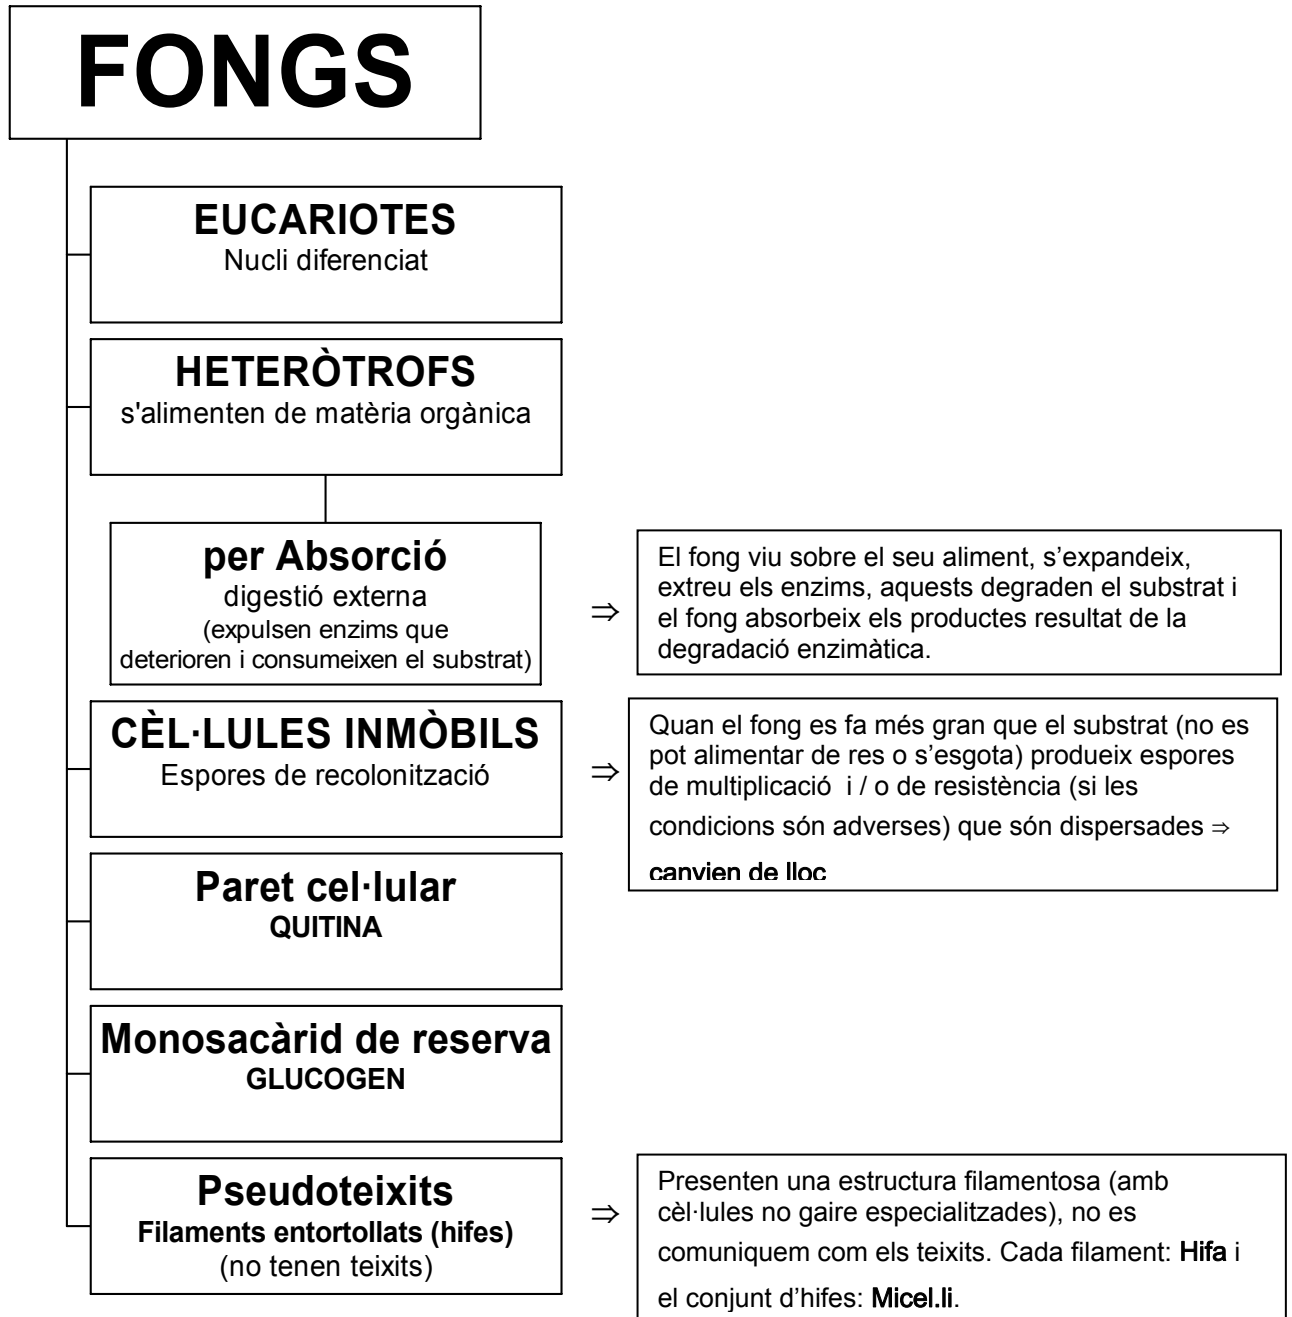 FONGS
EUCARIOTES
Nucli diferenciat
HETERÒTROFS
s'alimenten de matèria orgànica
per Absorció
digestió externa
(expulsen enzims que
deterioren i consumeixen el substrat)
⇒
El fong viu sobre el seu aliment, s’expandeix,
extreu els enzims, aquests degraden el substrat i
el fong absorbeix els productes resultat de la
degradació enzimàtica.
CÈL·LULES INMÒBILS
Espores de recolonització
⇒
Quan el fong es fa més gran que el substrat (no es
pot alimentar de res o s’esgota) produeix espores
de multiplicació i / o de resistència (si les
condicions són adverses) que són dispersades ⇒
canvien de lloc
Paret cel·lular
QUITINA
Monosacàrid de reserva
GLUCOGEN
Pseudoteixits
Filaments entortollats (hifes)
(no tenen teixits)
⇒
Presenten una estructura filamentosa (amb
cèl·lules no gaire especialitzades), no es
comuniquem com els teixits. Cada filament: Hifa i
el conjunt d’hifes: Micel.li.